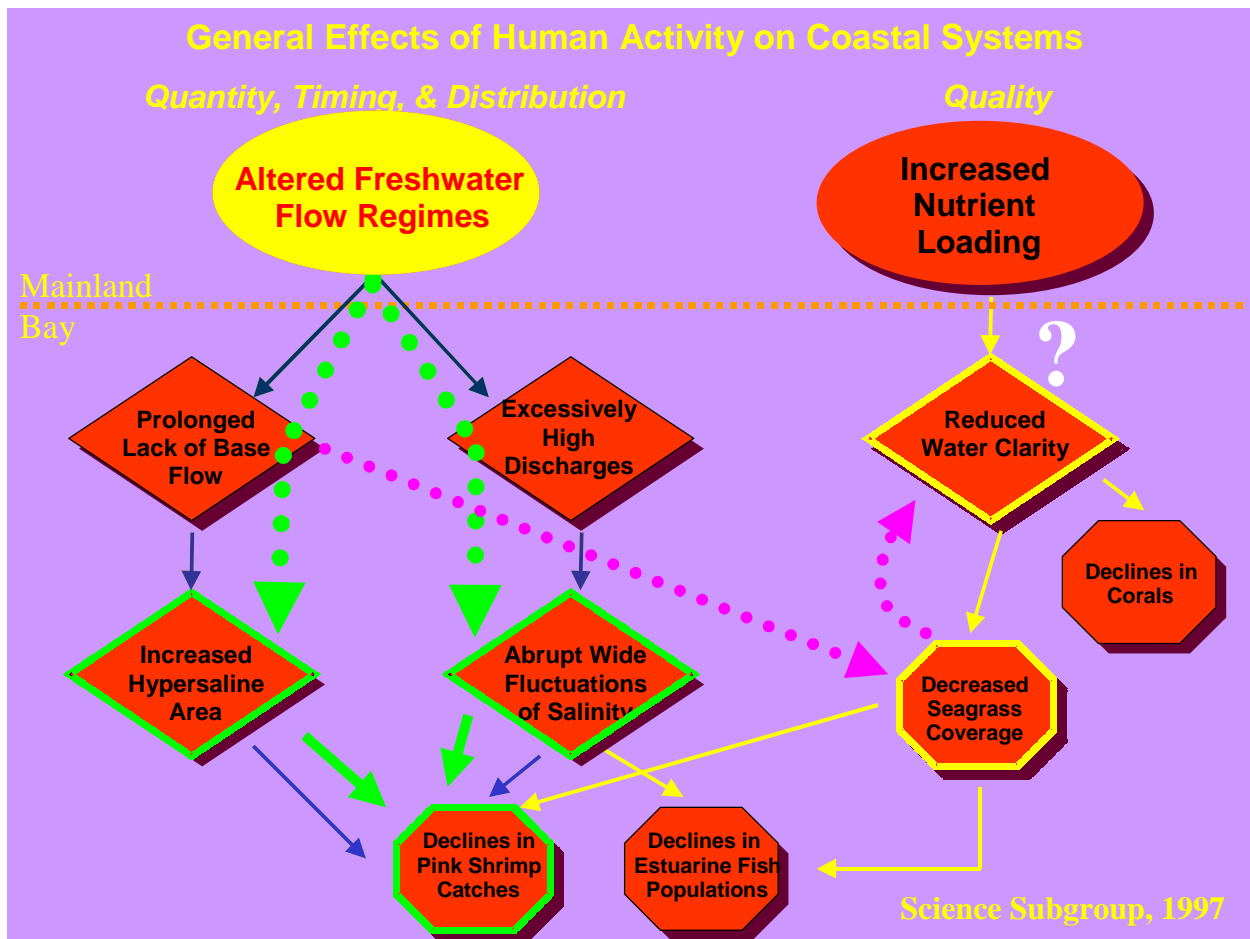 General Effects of Human Activity on Coastal Systems
Quantity, Timing, & Distribution
Quality
Altered Freshwater
Flow Regimes
Increased
Nutrient
Loading
Mainland
Bay
?
Prolonged
Lack of Base
Flow
Excessively
High
Discharges
Reduced
Water Clarity
Declines in
Corals
Increased
Hypersaline
Area
Abrupt Wide
Fluctuations
of Salinity
Decreased
Seagrass
Coverage
Declines in
Pink Shrimp
Catches
Declines in
Estuarine Fish
Populations
Science Subgroup, 1997